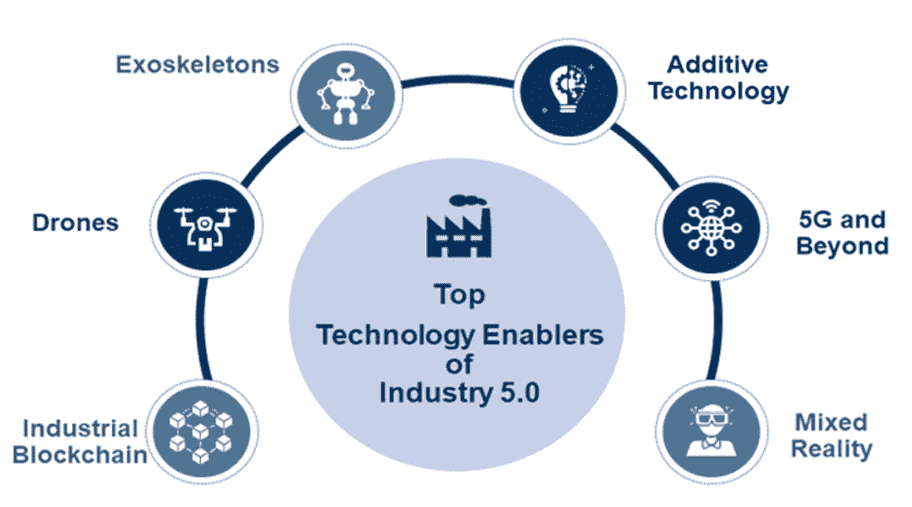 Exoskeletons
Additive
Technology
Drones
5G and
Beyond
Top
Technology Enablers
of
Industry 5.0
Industrial
Blockchain
Mixed
Reality